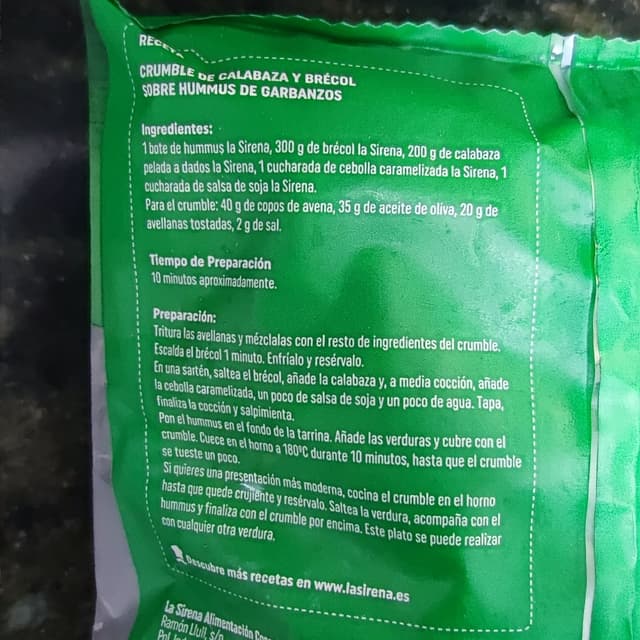 CRUMBLE DE CALABAZA Y BRÉCOL
SOBRE HUMMUS DE GARBANZOS
Ingredientes:
1 bote de hummus la Sirena, 300 g de brécol la Sirena, 200 g de calabaza
pelada a dados la Sirena, 1 cucharada de cebolla caramelizada la Sirena, 1
cucharada de salsa de soja la Sirena.
Para el crumble: 40 g de copos de avena, 35 g de aceite de oliva, 20 g de
avellanas tostadas, 2 g de sal.
Tiempo de Preparación
10 minutos aproximadamente.
Preparación:
Tritura las avellanas y mézclalas con el resto de ingredientes del crumble.
Escalda el brécol 1 minuto. Enfríalo y resérvalo.
En una sartén, saltea el brécol, añade la calabaza y, a media cocción, añade
la cebolla caramelizada, un poco de salsa de soja y un poco de agua. Tapa,
finaliza la cocción y salpimienta.
Pon el hummus en el fondo de la tarrina. Añade las verduras y cubre con el
crumble. Cuece en el horno a 180°C durante 10 minutos, hasta que el crumble
se tueste un poco.
Si quieres una presentación más moderna, cocina el crumble en el horno
hasta que quede crujiente y resérvalo. Saltea la verdura, acompaña con el
hummus y finaliza con el crumble por encima. Este plato se puede realizar
con cualquier otra verdura.
Descubre más recetas en www.lasirena.es
La Sirena Alimentación
Ramón Llull, s/n